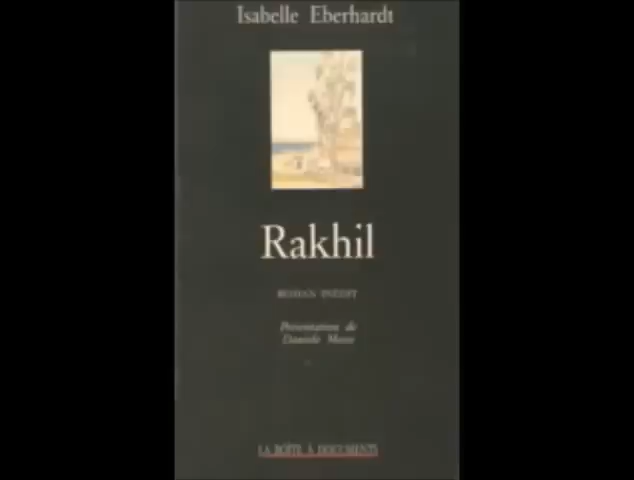 Isabelle Eberhardt
Rakhil
ROMAN INÉDIT
Présentation de
Danièle Masse
LA BOÎTE À DOCUMENTS